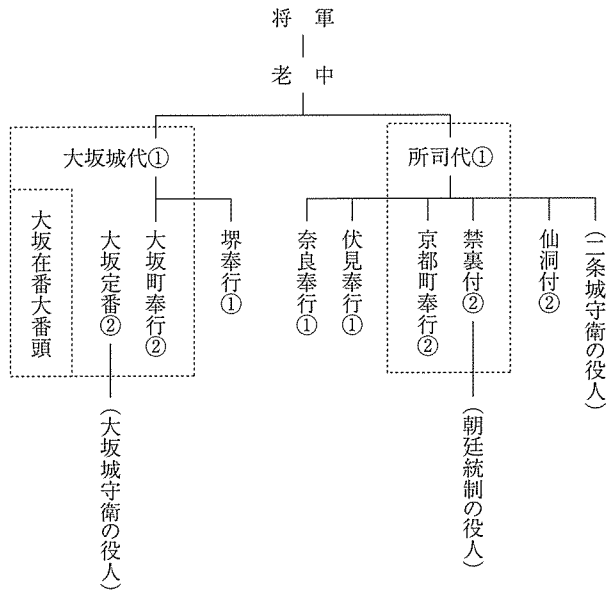 将軍
老中
大坂城代①
所司代①
大坂在番大番頭
大坂定番②
大坂町奉行②
堺奉行①
奈良奉行①
伏見奉行①
京都町奉行②
禁裏付②
仙洞付②
(二条城守衛の役人)
(大坂城守衛の役人)
(朝廷統制の役人)